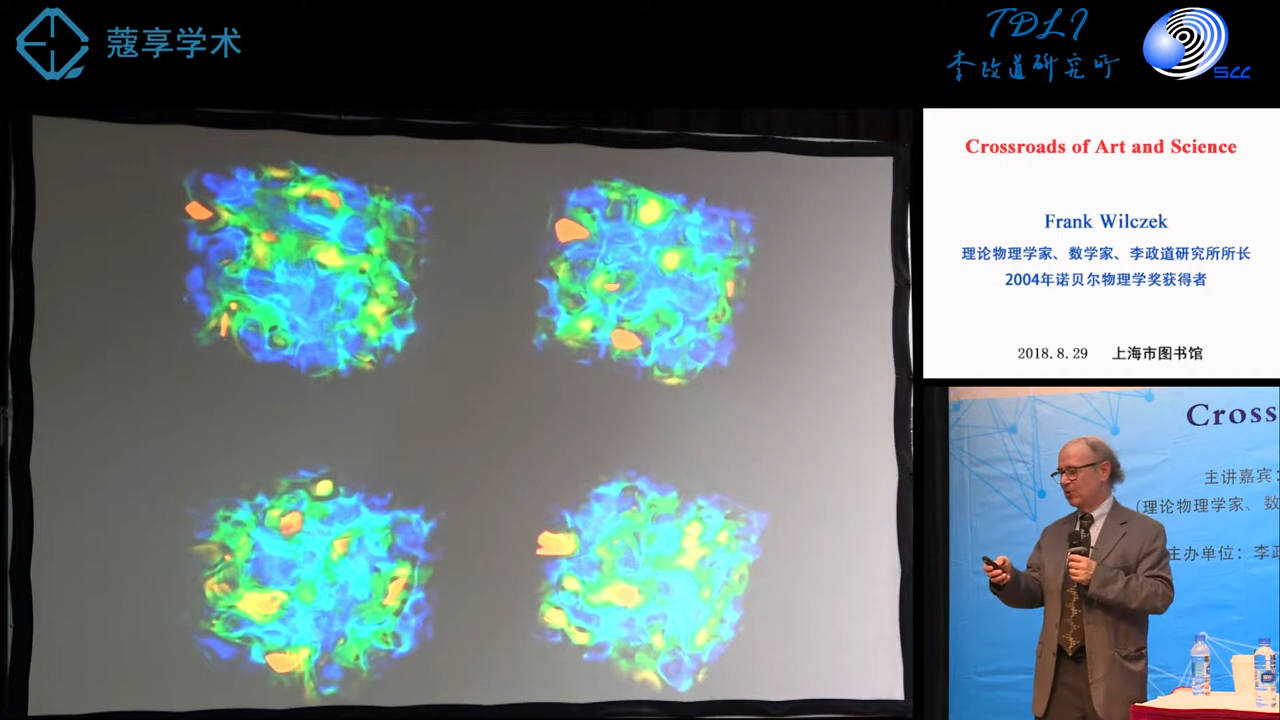 蔻享学术
TDLI
李政道研究所
SCC
Crossroads of Art and Science
Frank Wilczek
理论物理学家、数学家、李政道研究所所长
2004年诺贝尔物理学奖获得者
2018.8.29 上海市图书馆
Cross
主讲嘉宾:
(理论物理学家、数
主办单位: 李政